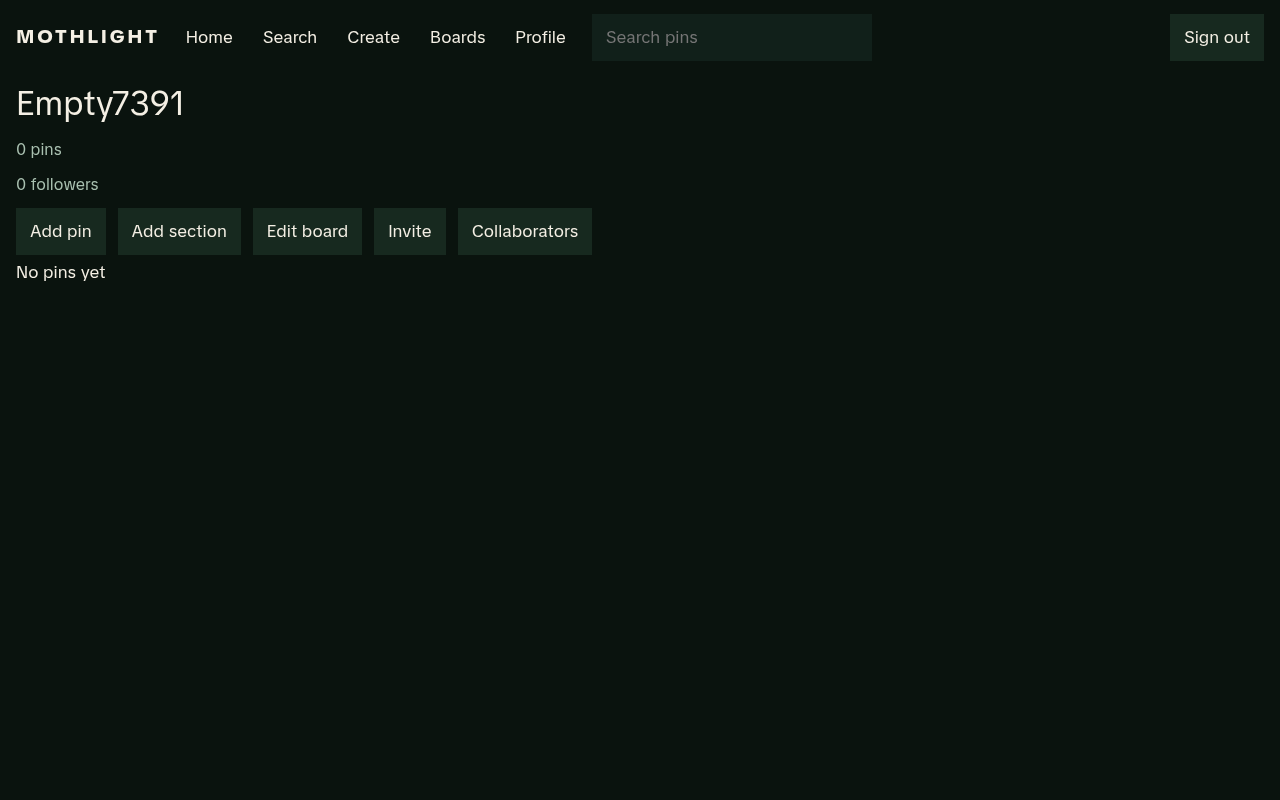 MOTHLIGHT Home Search Create Boards Profile Search pins Sign out
Empty7391
0 pins
0 followers
Add pin Add section Edit board Invite Collaborators
No pins yet